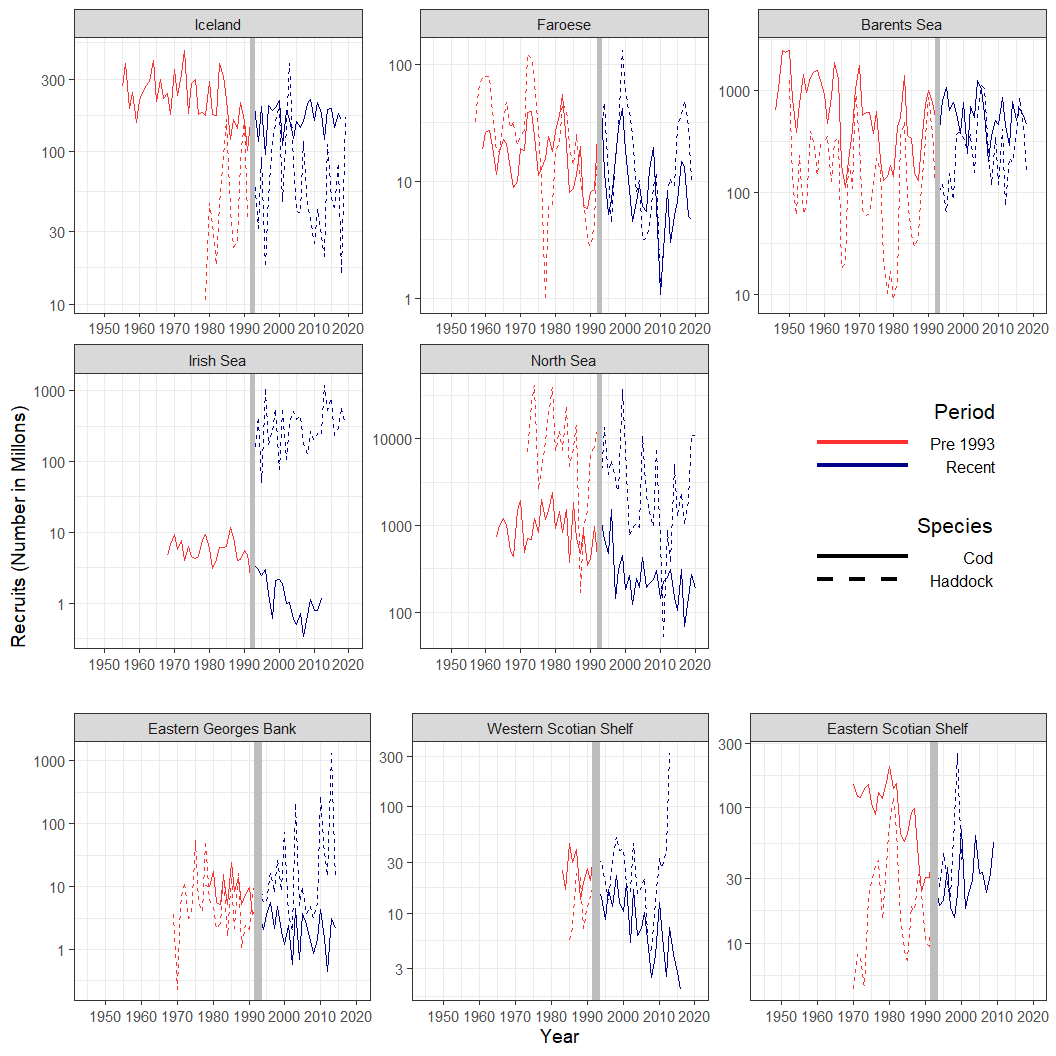 Iceland
Faroese
Barents Sea
300
100
30
10
100
10
1
1000
100
10
1950 1960 1970 1980 1990 2000 2010 2020
1950 1960 1970 1980 1990 2000 2010 2020
1950 1960 1970 1980 1990 2000 2010 2020
Recruits (Number in Millons)
Irish Sea
North Sea
1000
100
10
1
10000
1000
100
1950 1960 1970 1980 1990 2000 2010 2020
1950 1960 1970 1980 1990 2000 2010 2020
Period
Pre 1993
Recent
Species
Cod
Haddock
Eastern Georges Bank
Western Scotian Shelf
Eastern Scotian Shelf
1000
100
10
1
300
100
30
10
3
300
100
30
10
1950 1960 1970 1980 1990 2000 2010 2020
1950 1960 1970 1980 1990 2000 2010 2020
1950 1960 1970 1980 1990 2000 2010 2020
Year